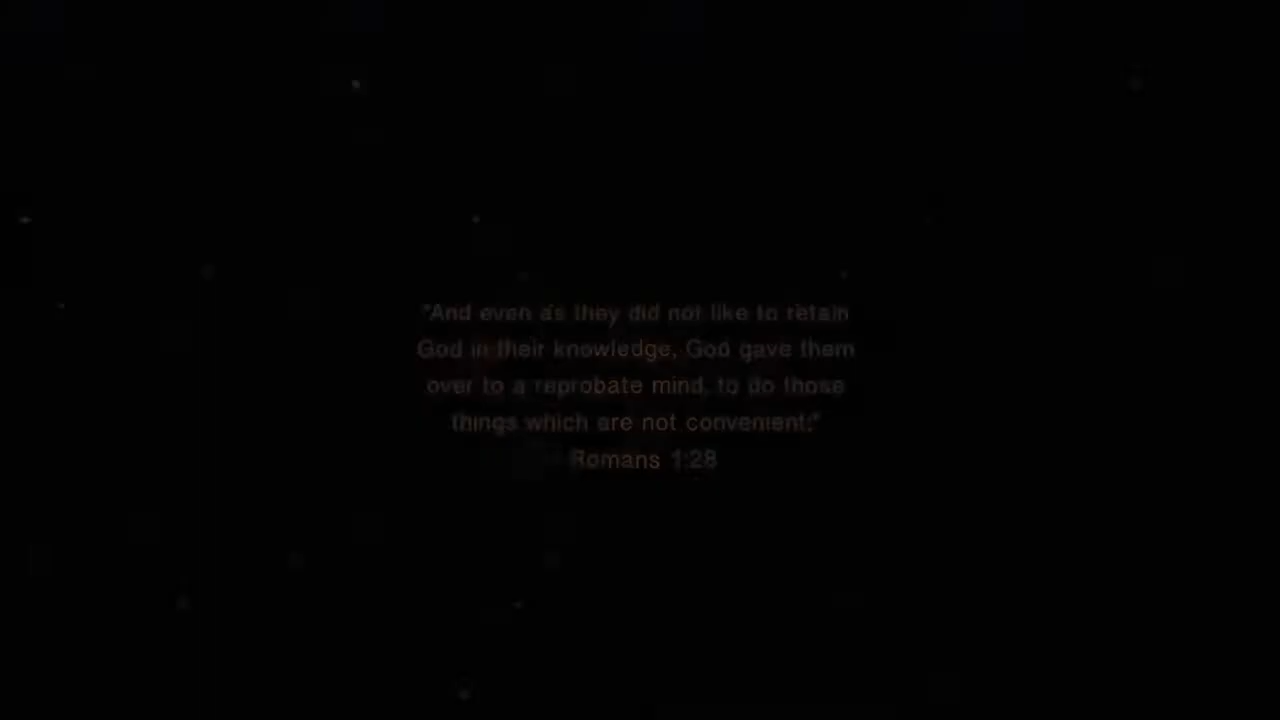 "And even as they did not like to retain
God in their knowledge, God gave them
over to a reprobate mind, to do those
things which are not convenient;"
Romans 1:28